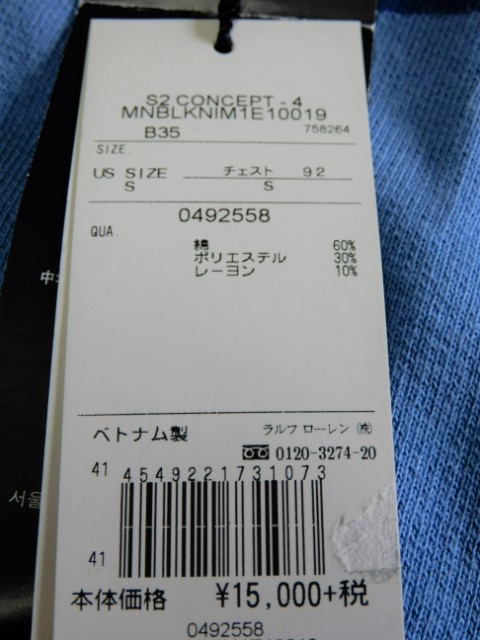 S2 CONCEPT - 4
MNBLKNIM1E10019
B35 758264
SIZE.
US SIZE チェスト 92
S S
0492558
QUA.
綿 60%
ポリエステル 30%
レーヨン 10%
ベトナム製 ラルフ ローレン ㈱
0120-3274-20
41 4549221731073
41
本体価格 ¥15,000+税
0492558
中
서울